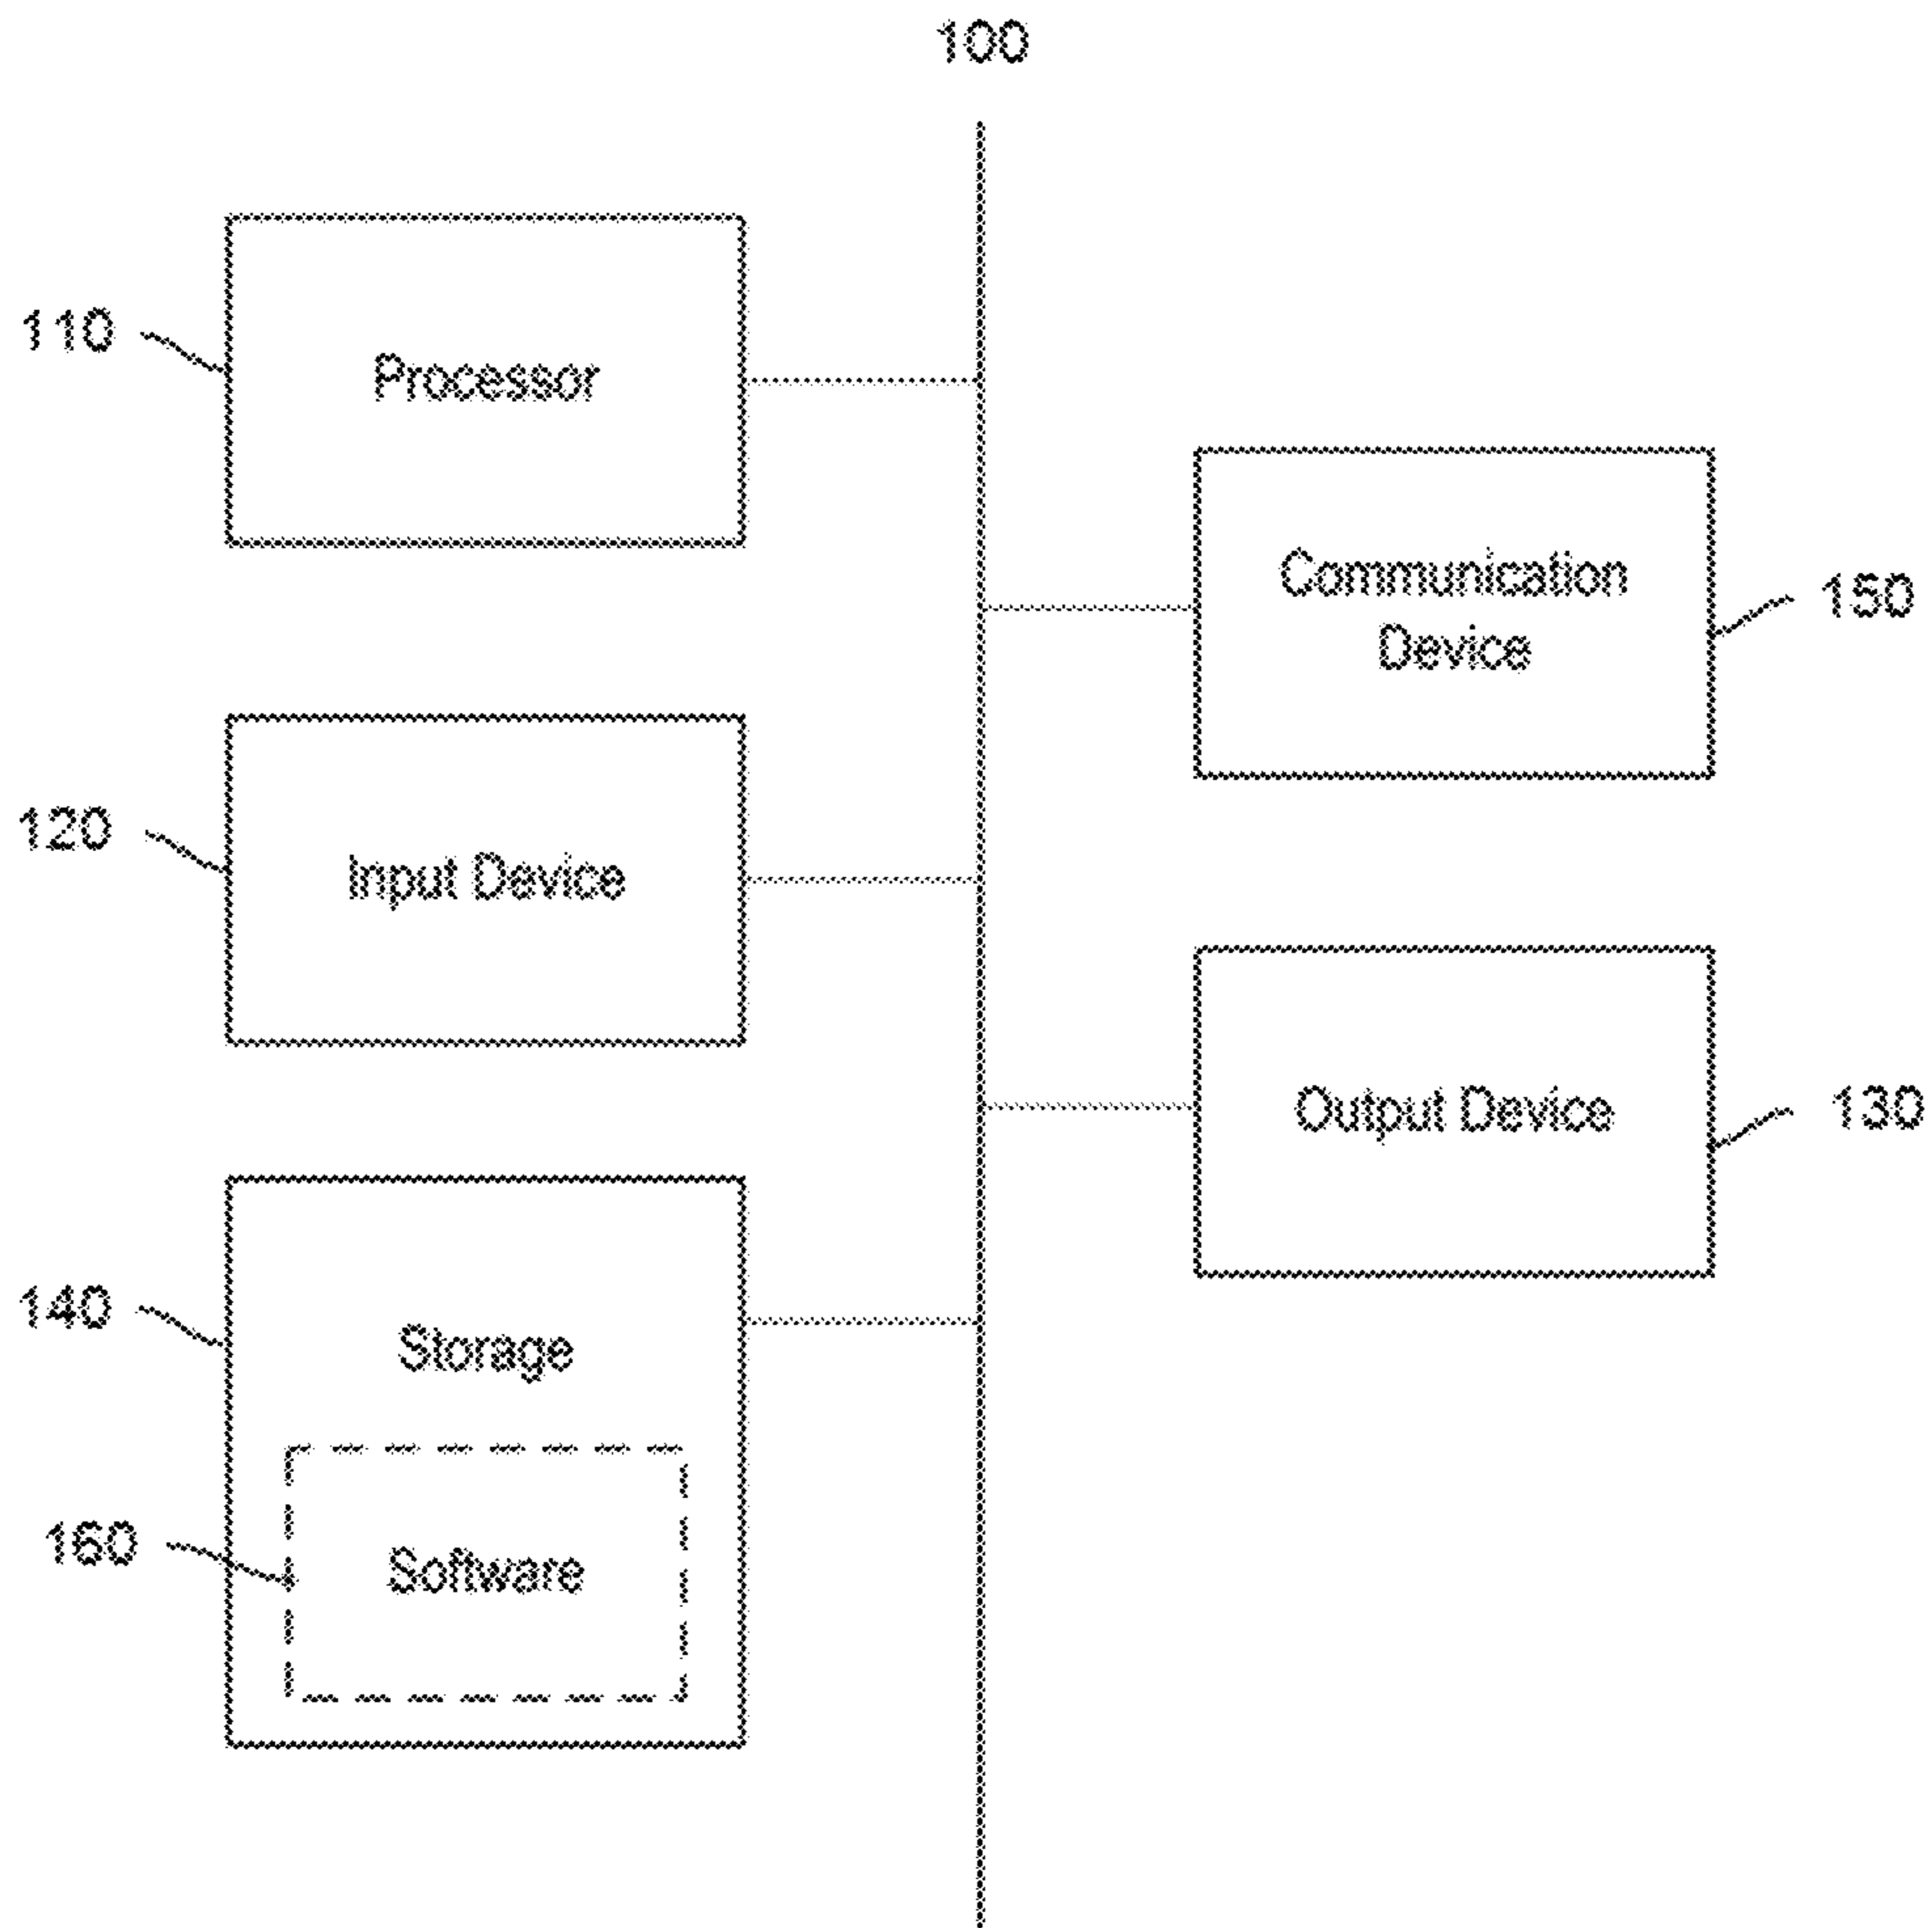 100
110
Processor
Communication
Device
150
120
Input Device
Output Device
130
140
Storage
160
Software